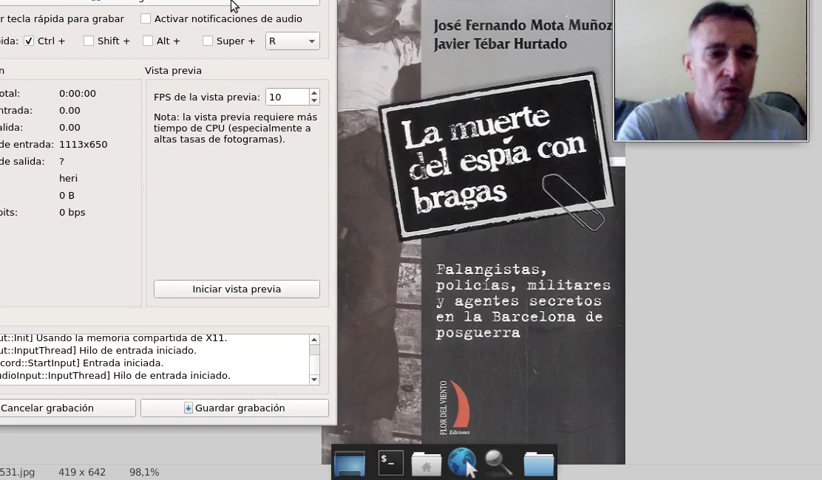 r tecla rápida para grabar
Activar notificaciones de audio
ida:
Ctrl +
Shift +
Alt +
Super +
R
n
Vista previa
otal:
0:00:00
ntrada:
0.00
alida:
0.00
de entrada:
1113x650
de salida:
?
heri
0 B
bits:
0 bps
FPS de la vista previa:
10
Nota: la vista previa requiere más
tiempo de CPU (especialmente a
altas tasas de fotogramas).
Iniciar vista previa
ut::Init] Usando la memoria compartida de X11.
ut::InputThread] Hilo de entrada iniciado.
cord::StartInput] Entrada iniciada.
udioInput::InputThread] Hilo de entrada iniciado.
Cancelar grabación
Guardar grabación
José Fernando Mota Muñoz
Javier Tébar Hurtado
La muerte
del espía con
bragas
Falangistas,
policías, militares
y agentes secretos
en la Barcelona de
posguerra
FLOR DEL VIENTO
Ediciones
$_
531.jpg
419 x 642
98,1%